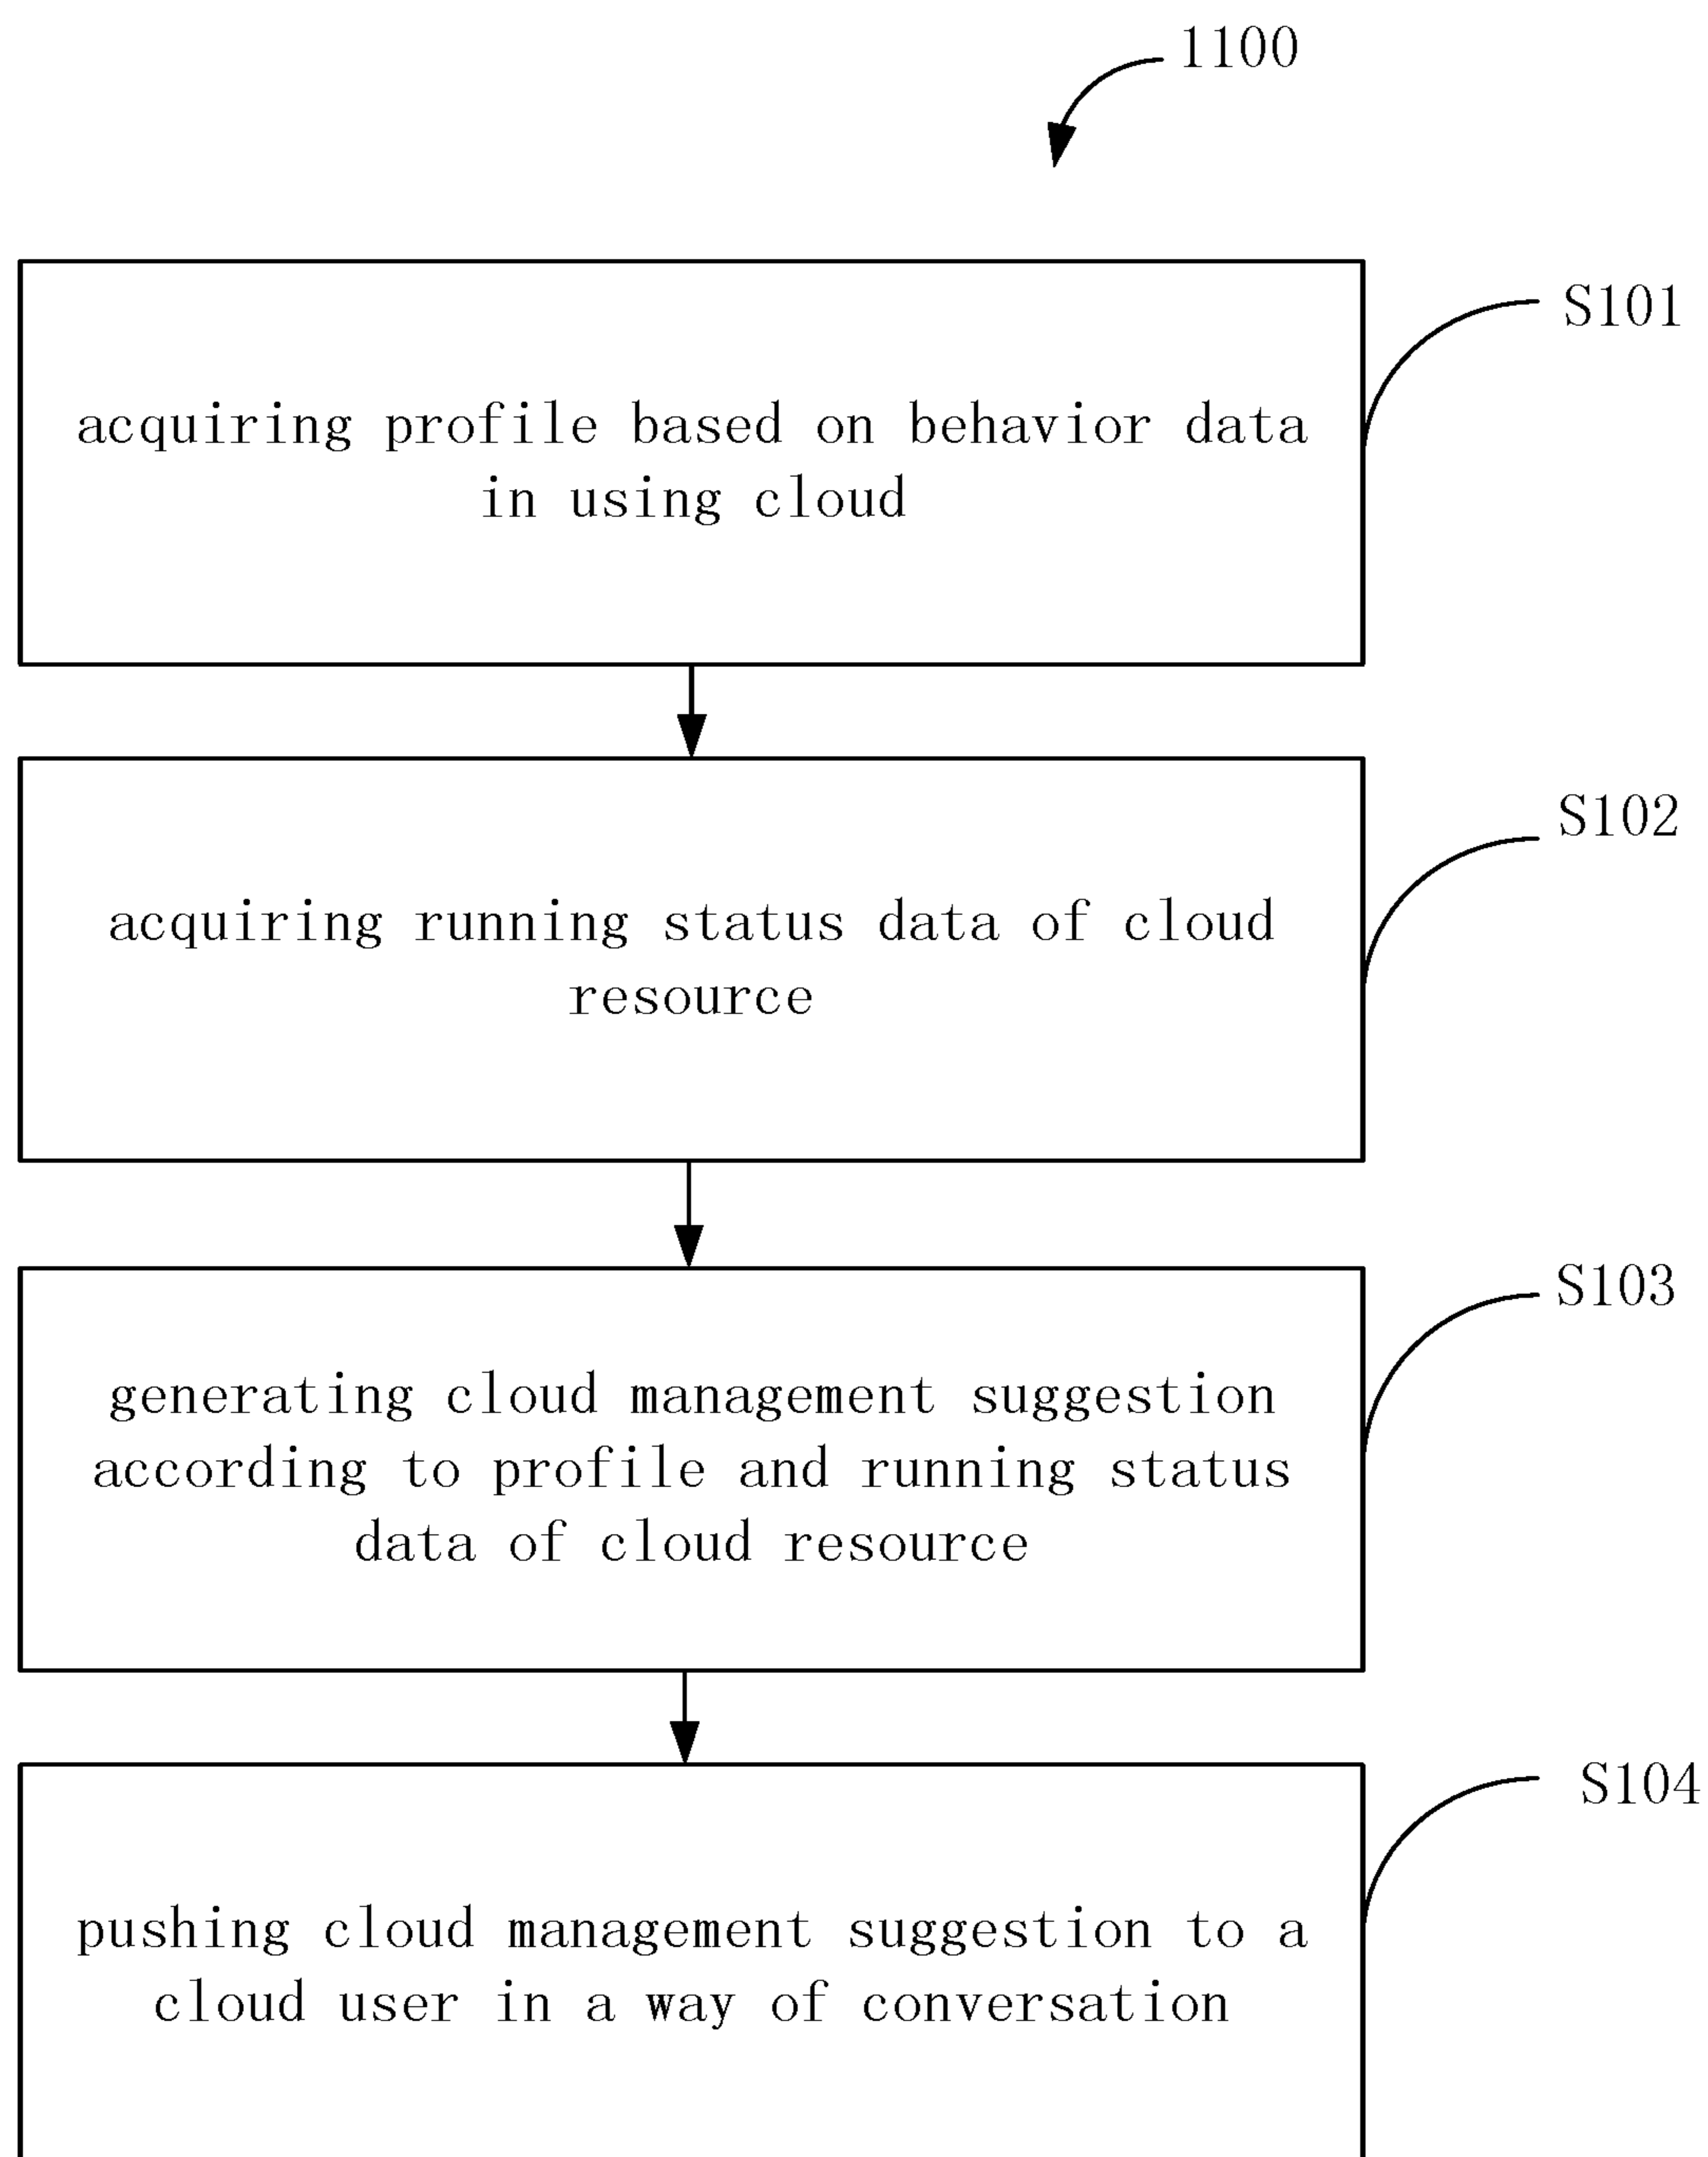 1100
S101
acquiring profile based on behavior data
in using cloud
S102
acquiring running status data of cloud
resource
S103
generating cloud management suggestion
according to profile and running status
data of cloud resource
S104
pushing cloud management suggestion to a
cloud user in a way of conversation